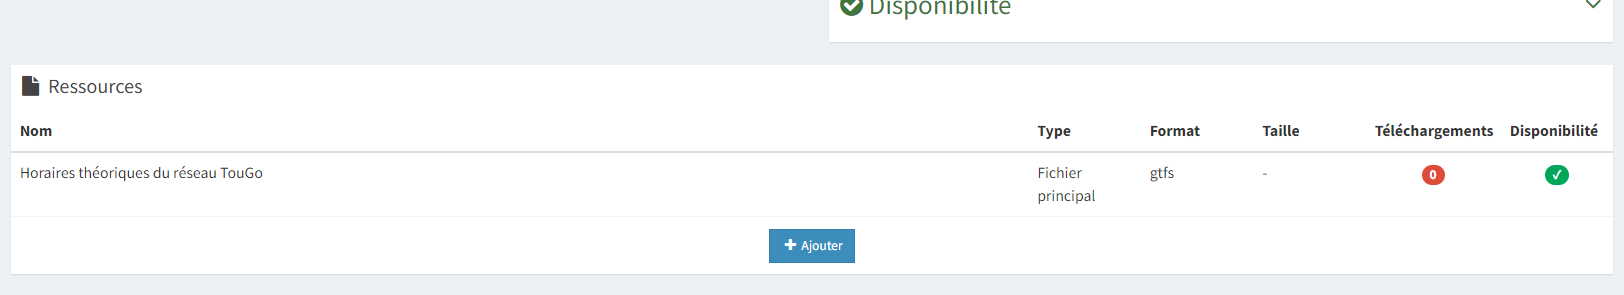 Disponibilité
Ressources
Nom Type Format Taille Téléchargements Disponibilité
Horaires théoriques du réseau TouGo Fichier principal gtfs - 0
Ajouter